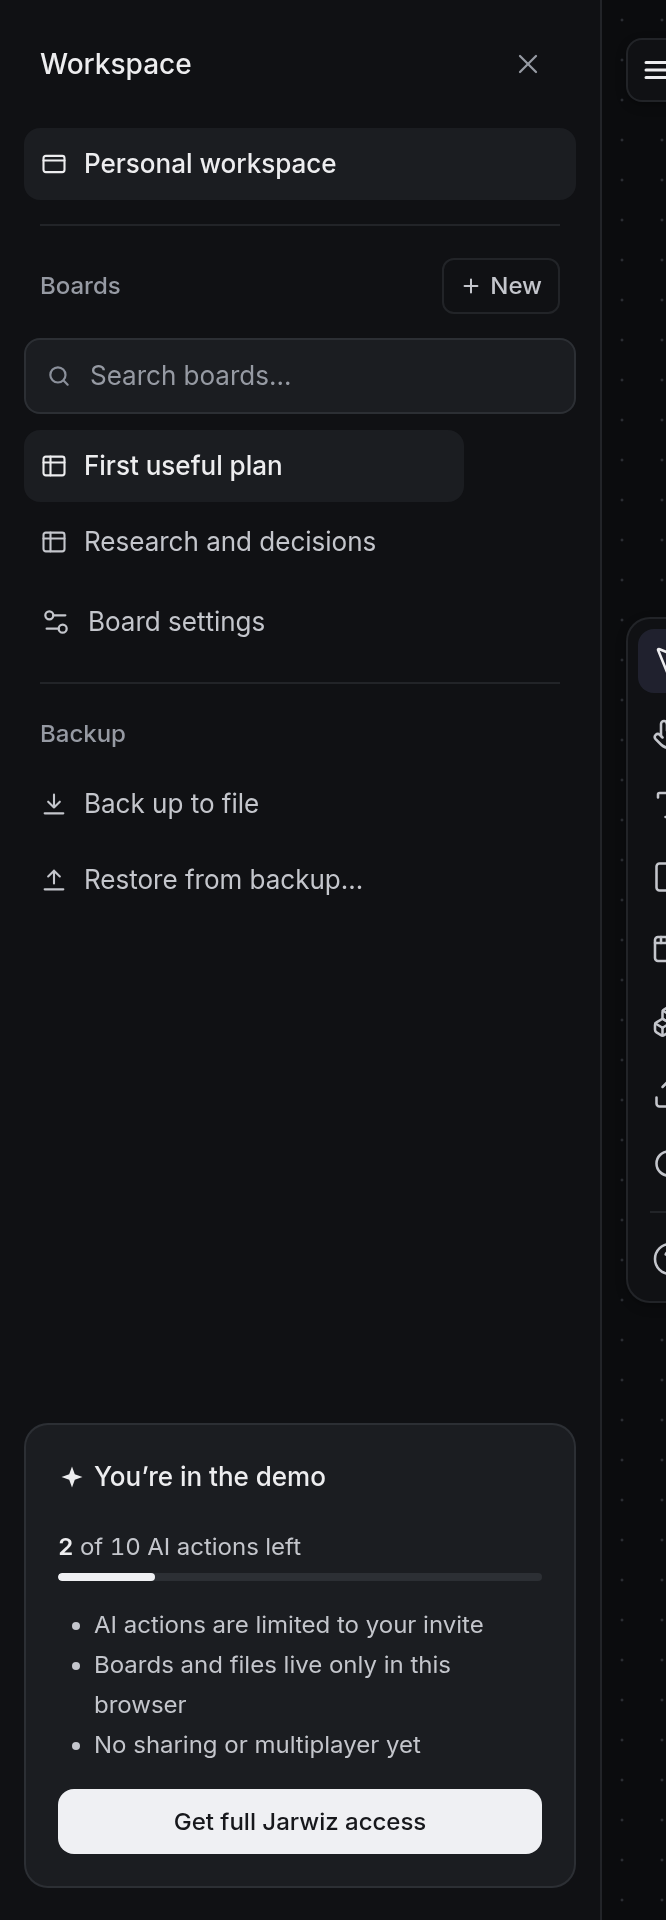 Workspace
Personal workspace
Boards
+ New
Search boards...
First useful plan
Research and decisions
Board settings
Backup
Back up to file
Restore from backup...
You’re in the demo
2 of 10 AI actions left
• AI actions are limited to your invite
• Boards and files live only in this
browser
• No sharing or multiplayer yet
Get full Jarwiz access